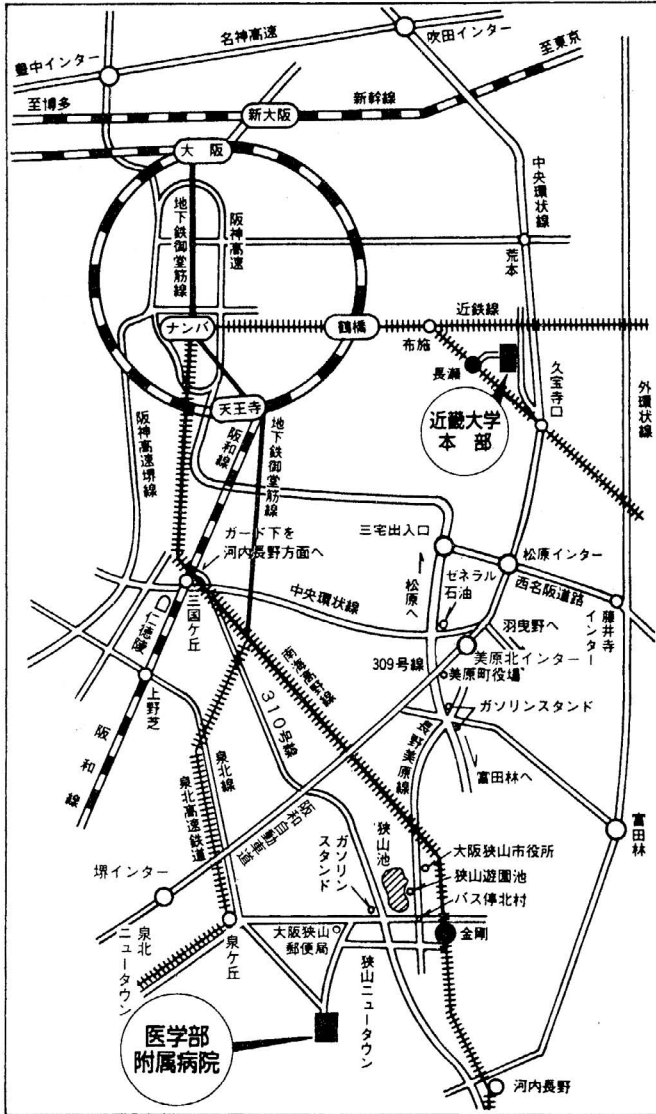 名神高速
吹田インター
豊中インター
至東京
至博多
新幹線
新大阪
大阪
中央環状線
地下鉄御堂筋線
阪神高速
荒本
ナンバ
鶴橋
近鉄線
布施
長瀬
久宝寺口
外環状線
近畿大学
本部
天王寺
阪和線
地下鉄御堂筋線
阪神高速堺線
ガード下を
河内長野方面へ
三宅出入口
松原インター
松原へ
ゼネラル
石油
西名阪道路
藤井寺
インター
中央環状線
三国ケ丘
仁徳陵
羽曳野へ
309号線
美原北インター
美原町役場
上野芝
南海高野線
310号線
ガソリンスタンド
長野美原線
阪和線
泉北線
泉北高速鉄道
富田林へ
阪和自動車道
富田林
ガソリン
スタンド
狭山池
大阪狭山市役所
狭山遊園池
バス停北村
堺インター
泉北
ニュータウン
泉ケ丘
大阪狭山
郵便局
金剛
狭山ニュータウン
医学部
附属病院
河内長野